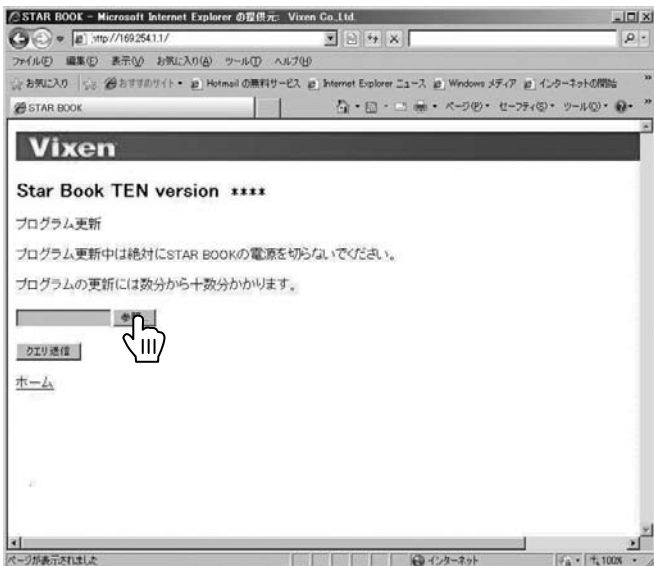 STAR BOOK - Microsoft Internet Explorer の提供元: Vixen Co.,Ltd.
http://169.254.1.1/
ファイル(F) 編集(E) 表示(V) お気に入り(A) ツール(T) ヘルプ(H)
お気に入り おすすめサイト Hotmail の無料サービス Internet Explorer ニュース Windows メディア インターネットの開始
STAR BOOK ページ(P) セーフティ(S) ツール(O)
Vixen
Star Book TEN version ****
プログラム更新
プログラム更新中は絶対にSTAR BOOKの電源を切らないでください。
プログラムの更新には数分から十数分かかります。
クエリ送信
ホーム
ページが表示されました インターネット 100%